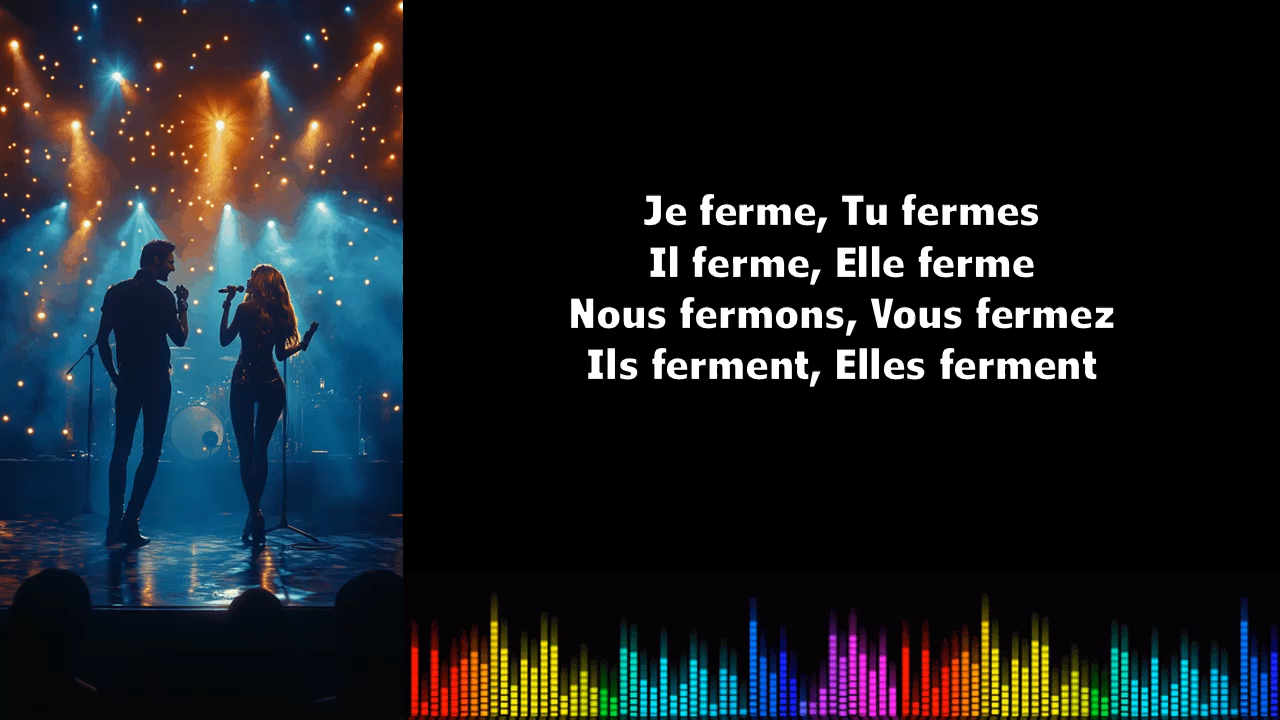 Je ferme, Tu fermes
Il ferme, Elle ferme
Nous fermons, Vous fermez
Ils ferment, Elles ferment